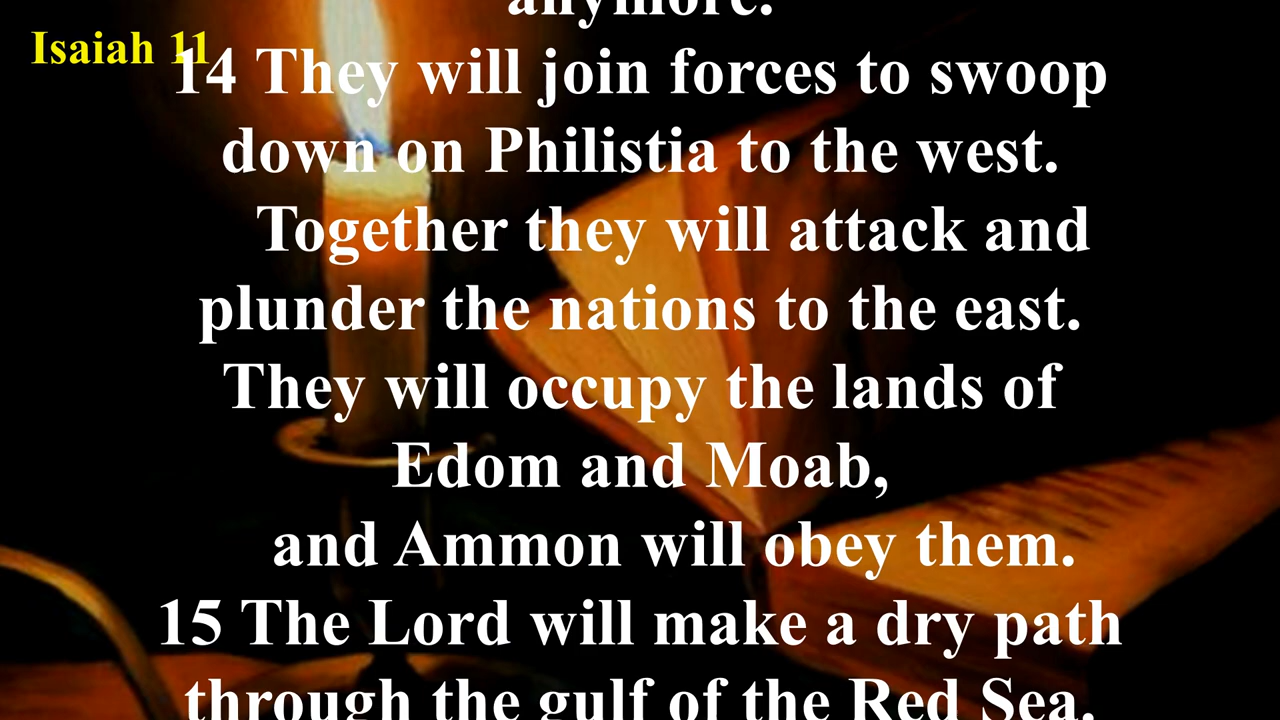 anymore.
Isaiah 11
14 They will join forces to swoop
down on Philistia to the west.
Together they will attack and
plunder the nations to the east.
They will occupy the lands of
Edom and Moab,
and Ammon will obey them.
15 The Lord will make a dry path
through the gulf of the Red Sea.